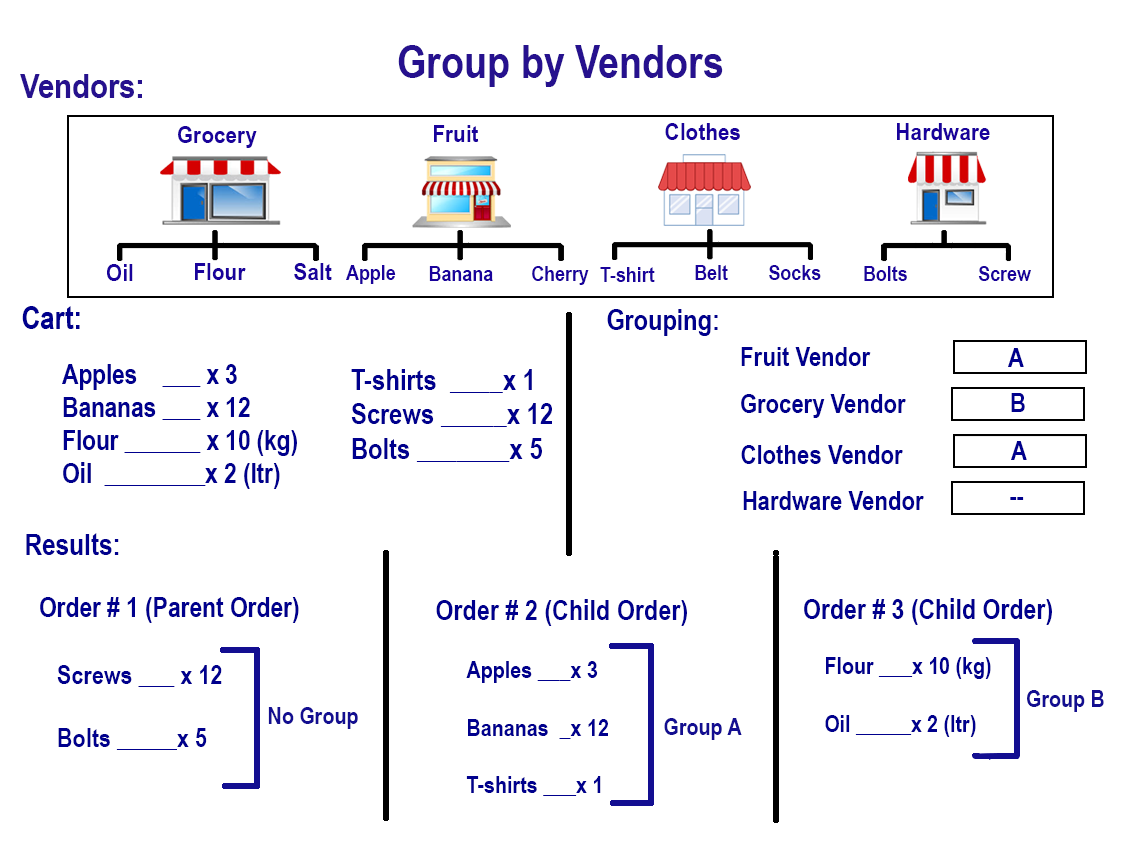 Group by Vendors
Vendors:
Grocery Fruit Clothes Hardware
Oil Flour Salt Apple Banana Cherry T-shirt Belt Socks Bolts Screw
Cart:
Apples ___ x 3
Bananas ___ x 12
Flour ______ x 10 (kg)
Oil ________x 2 (ltr)
T-shirts ____x 1
Screws _____x 12
Bolts _______x 5
Grouping:
Fruit Vendor A
Grocery Vendor B
Clothes Vendor A
Hardware Vendor --
Results:
Order # 1 (Parent Order)
Screws ___ x 12
Bolts _____x 5
No Group
Order # 2 (Child Order)
Apples ___x 3
Bananas _x 12
T-shirts ___x 1
Group A
Order # 3 (Child Order)
Flour ___x 10 (kg)
Oil _____x 2 (ltr)
Group B